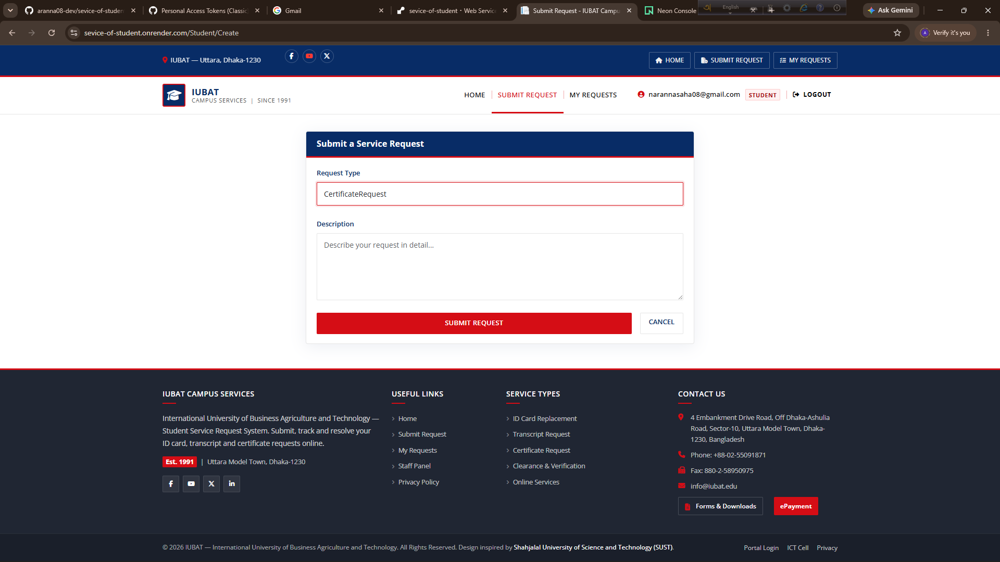 aranna08-dev/sevice-of-studen
Personal Access Tokens (Classic
Gmail
sevice-of-student · Web Service
Submit Request - IUBAT Campu
Neon Console
English
Ask Gemini
sevice-of-student.onrender.com/Student/Create
A
Verify it's you
IUBAT — Uttara, Dhaka-1230
HOME
SUBMIT REQUEST
MY REQUESTS
IUBAT
CAMPUS SERVICES | SINCE 1991
HOME
SUBMIT REQUEST
MY REQUESTS
narannasaha08@gmail.com
STUDENT
LOGOUT
Submit a Service Request
Request Type
CertificateRequest
Description
Describe your request in detail...
SUBMIT REQUEST
CANCEL
IUBAT CAMPUS SERVICES
International University of Business Agriculture and Technology —
Student Service Request System. Submit, track and resolve your
ID card, transcript and certificate requests online.
Est. 1991 | Uttara Model Town, Dhaka-1230
USEFUL LINKS
Home
Submit Request
My Requests
Staff Panel
Privacy Policy
SERVICE TYPES
ID Card Replacement
Transcript Request
Certificate Request
Clearance & Verification
Online Services
CONTACT US
4 Embankment Drive Road, Off Dhaka-Ashulia
Road, Sector-10, Uttara Model Town, Dhaka-
1230, Bangladesh
Phone: +88-02-55091871
Fax: 880-2-58950975
info@iubat.edu
Forms & Downloads
ePayment
© 2026 IUBAT — International University of Business Agriculture and Technology. All Rights Reserved. Design inspired by Shahjalal University of Science and Technology (SUST).
Portal Login
ICT Cell
Privacy